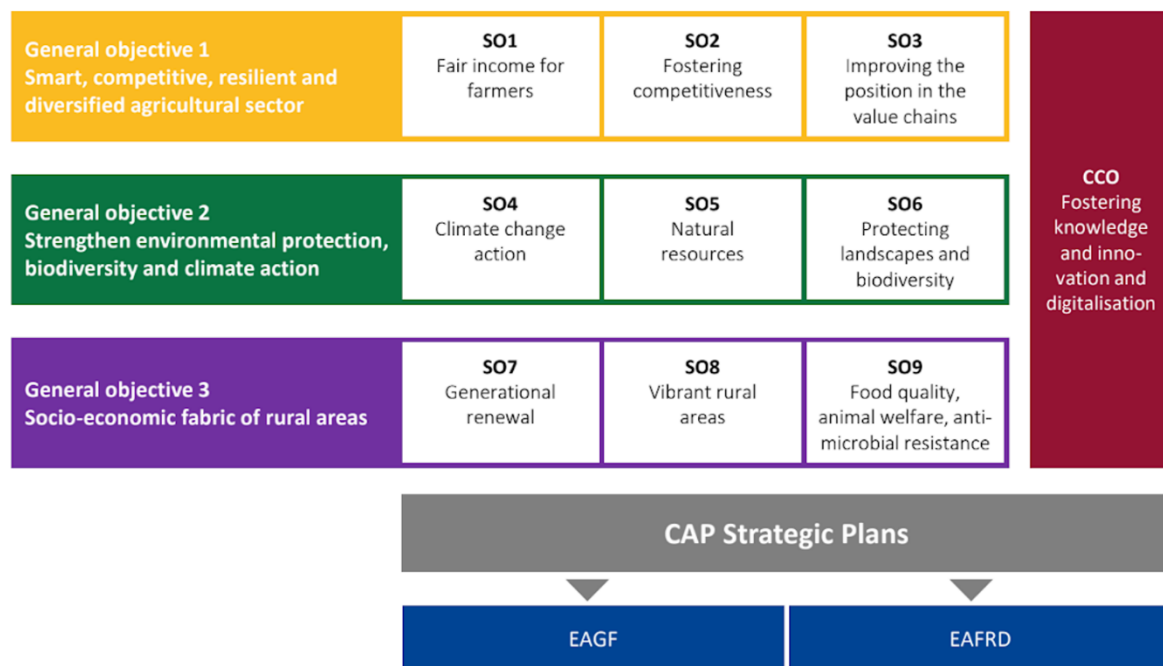 General objective 1
Smart, competitive, resilient and
diversified agricultural sector
SO1
Fair income for
farmers
SO2
Fostering
competitiveness
SO3
Improving the
position in the
value chains
General objective 2
Strengthen environmental protection,
biodiversity and climate action
SO4
Climate change
action
SO5
Natural
resources
SO6
Protecting
landscapes and
biodiversity
General objective 3
Socio-economic fabric of rural areas
SO7
Generational
renewal
SO8
Vibrant rural
areas
SO9
Food quality,
animal welfare, anti-
microbial resistance
CCO
Fostering
knowledge
and inno-
vation and
digitalisation
CAP Strategic Plans
EAGF
EAFRD